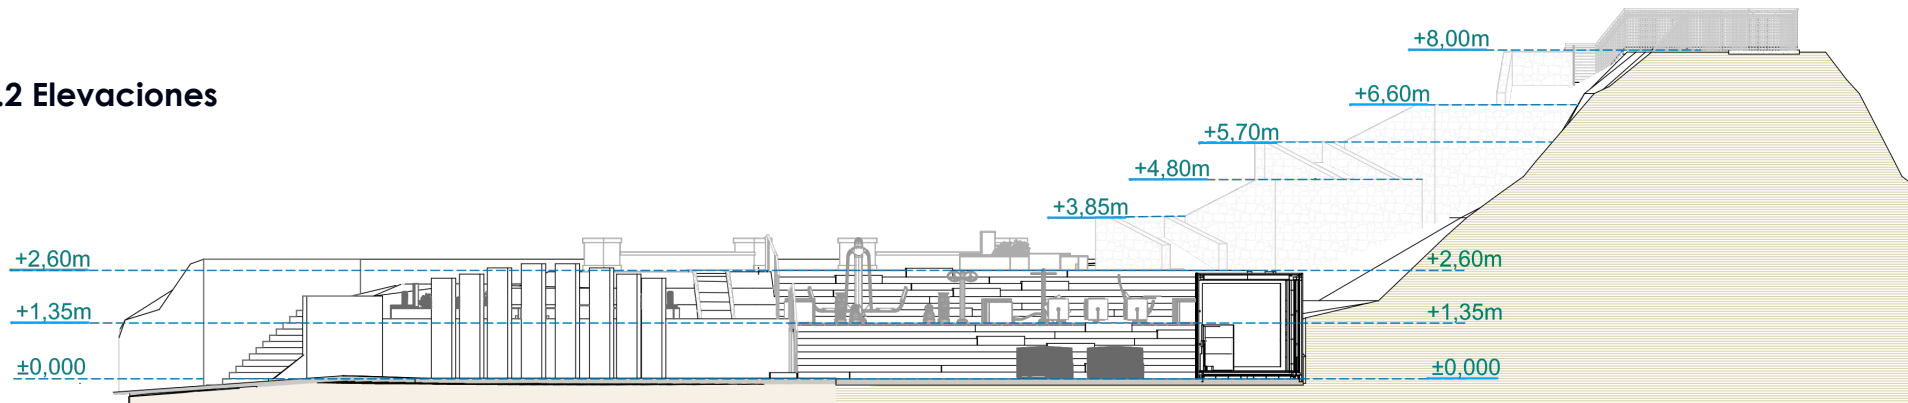 .2 Elevaciones
+8,00m
+6,60m
+5,70m
+4,80m
+3,85m
+2,60m
+2,60m
+1,35m
+1,35m
±0,000
±0,000